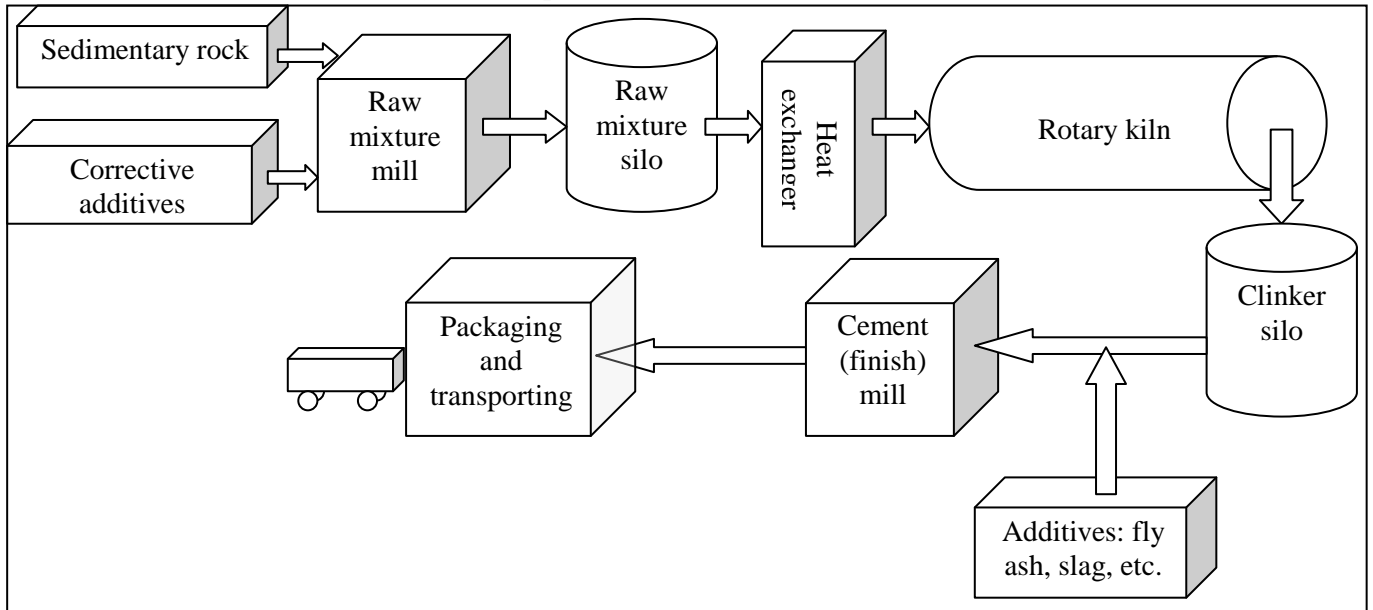 Sedimentary rock
Corrective
additives
Raw
mixture
mill
Raw
mixture
silo
Heat
exchanger
Rotary kiln
Clinker
silo
Additives: fly
ash, slag, etc.
Cement
(finish)
mill
Packaging
and
transporting